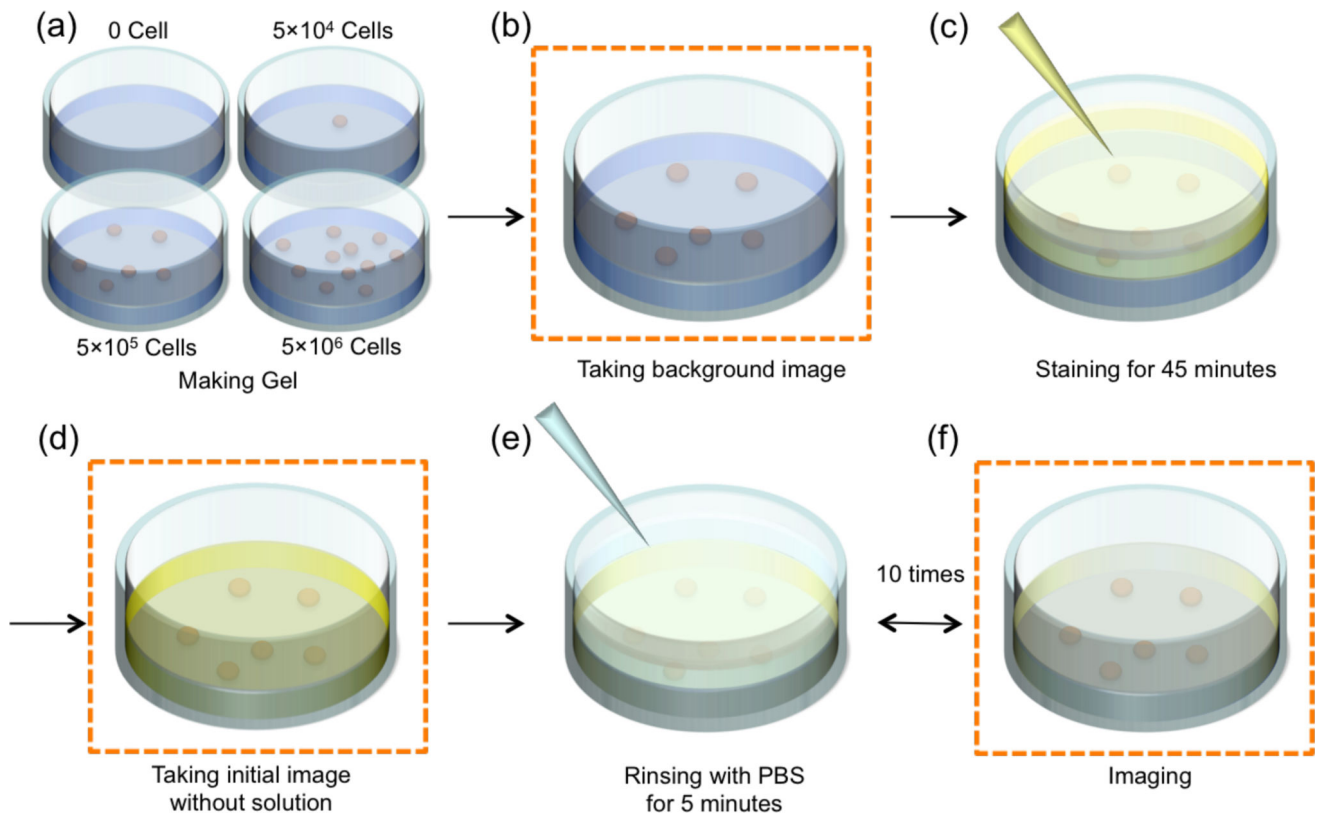 (a)
0 Cell
5×10⁴ Cells
5×10⁵ Cells
5×10⁶ Cells
Making Gel
(b)
Taking background image
(c)
Staining for 45 minutes
(d)
Taking initial image
without solution
(e)
Rinsing with PBS
for 5 minutes
10 times
(f)
Imaging